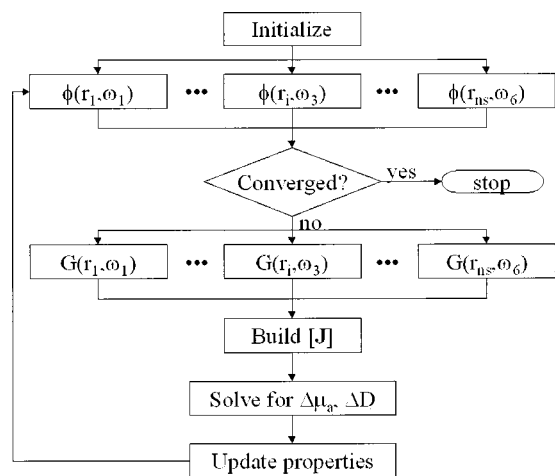 Initialize
ϕ(r₁,ω₁) ••• ϕ(rᵢ,ω₃) ••• ϕ(rₙₛ,ω₆)
Converged?
yes
stop
no
G(r₁,ω₁) ••• G(rᵢ,ω₃) ••• G(rₙₛ,ω₆)
Build [J]
Solve for Δμₐ, ΔD
Update properties